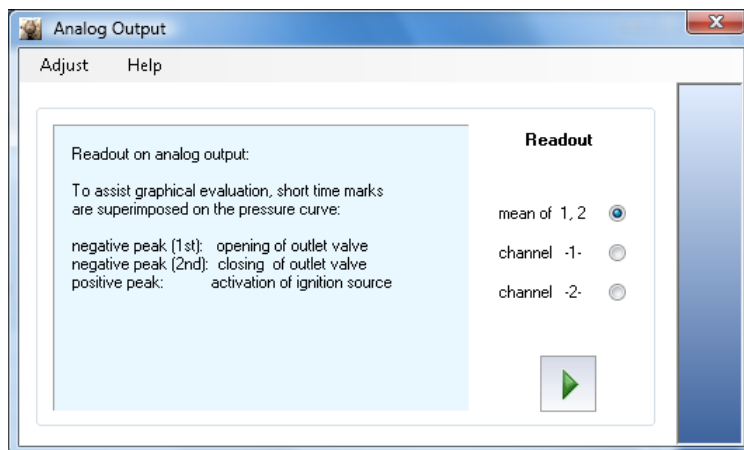 Analog Output
Adjust Help
Readout on analog output:
To assist graphical evaluation, short time marks
are superimposed on the pressure curve:
negative peak (1st): opening of outlet valve
negative peak (2nd): closing of outlet valve
positive peak: activation of ignition source
Readout
mean of 1, 2
channel -1-
channel -2-